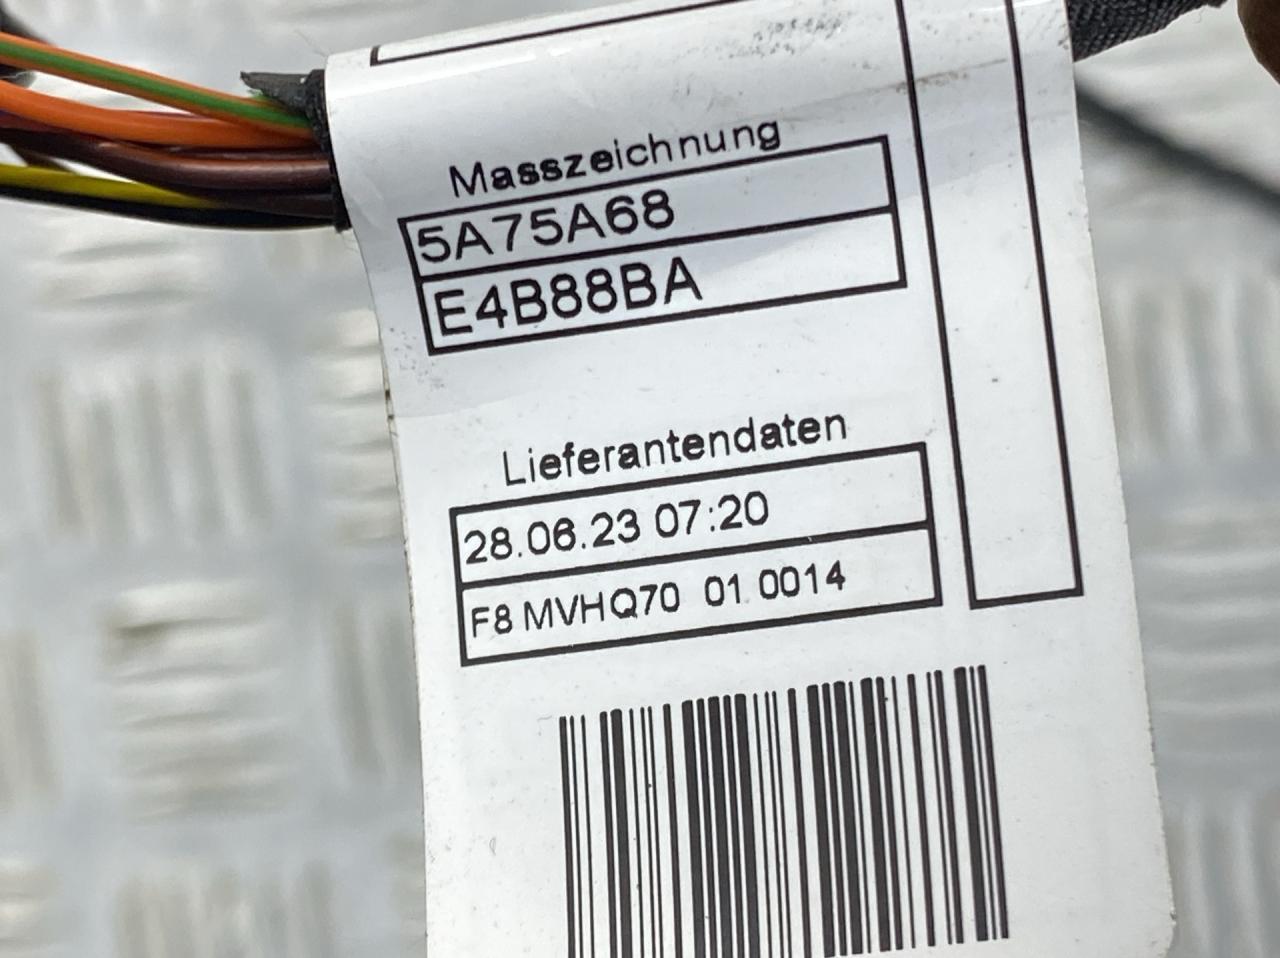 Masszeichnung
5A75A68
E4B88BA
Lieferantendaten
28.06.23 07:20
F8 MVHQ70 01 0014